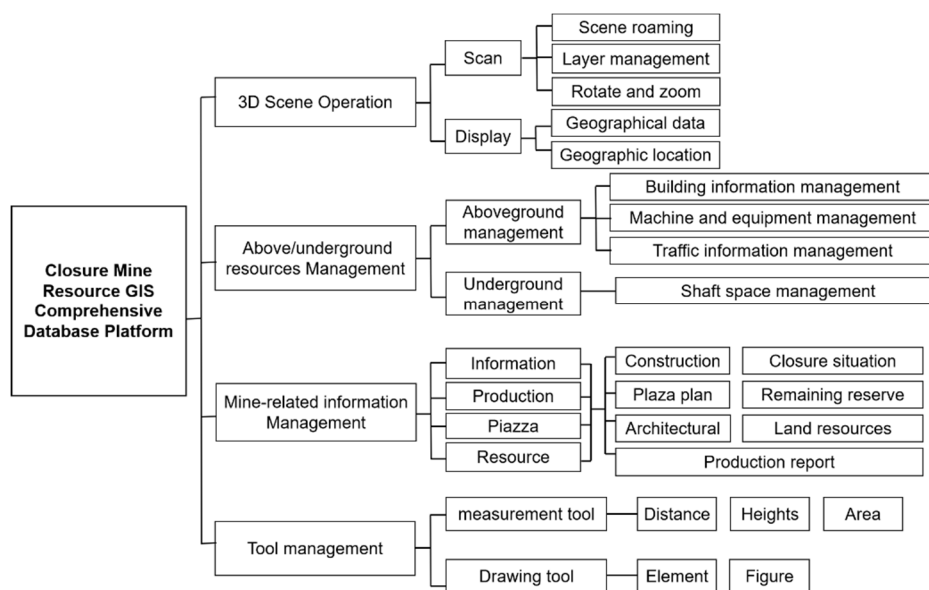 Closure Mine
Resource GIS
Comprehensive
Database Platform
3D Scene Operation
Scan
Scene roaming
Layer management
Rotate and zoom
Display
Geographical data
Geographic location
Above/underground
resources Management
Aboveground
management
Building information management
Machine and equipment management
Traffic information management
Underground
management
Shaft space management
Mine-related information
Management
Information
Production
Piazza
Resource
Construction
Closure situation
Plaza plan
Remaining reserve
Architectural
Land resources
Production report
Tool management
measurement tool
Distance
Heights
Area
Drawing tool
Element
Figure